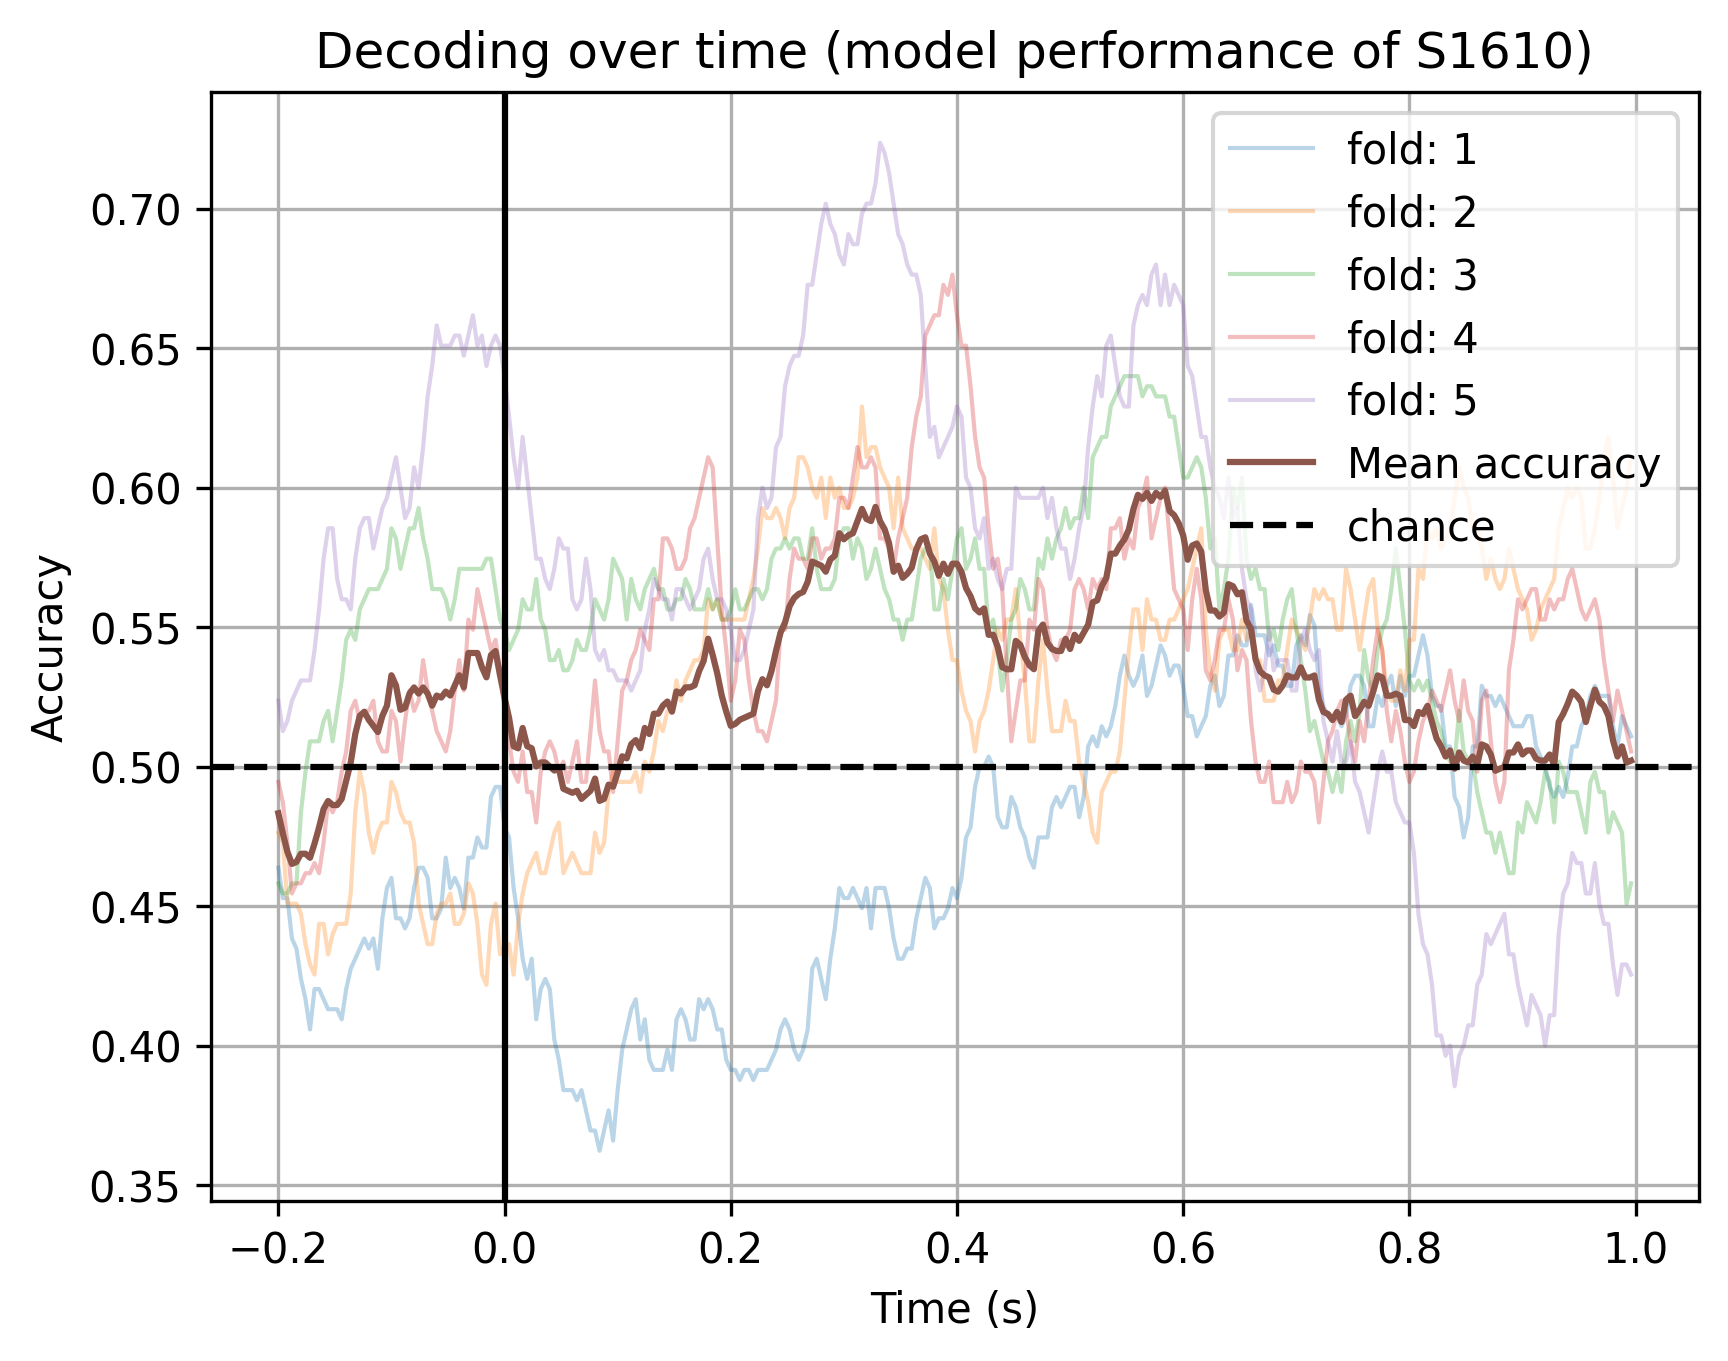 Decoding over time (model performance of S1610)
fold: 1
fold: 2
fold: 3
fold: 4
fold: 5
Mean accuracy
chance
Accuracy
0.70
0.65
0.60
0.55
0.50
0.45
0.40
0.35
−0.2 0.0 0.2 0.4 0.6 0.8 1.0
Time (s)